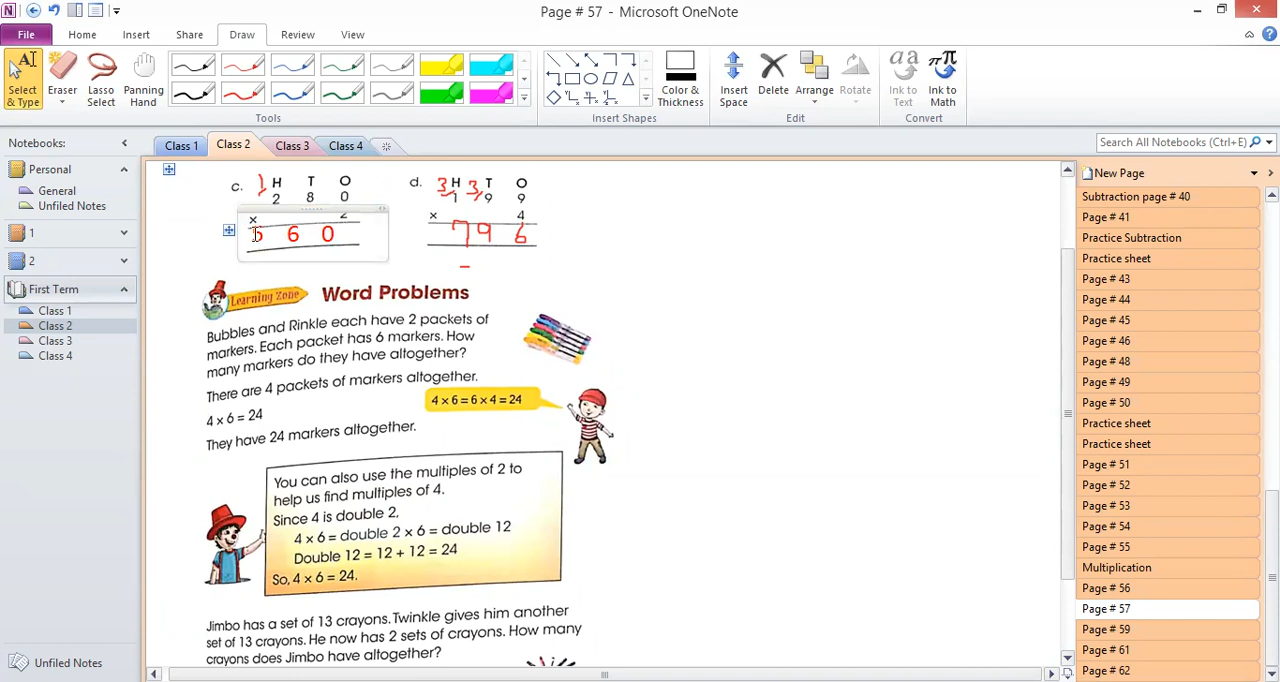 Page # 57 - Microsoft OneNote
File Home Insert Share Draw Review View
Select & Type
Eraser
Lasso Select
Panning Hand
Color & Thickness
Insert Space
Delete
Arrange
Rotate
Ink to Text
Ink to Math
Tools Insert Shapes Edit Convert
Notebooks:
Class 1 Class 2 Class 3 Class 4
Search All Notebooks (Ctrl+E)
Personal
General
Unfiled Notes
1
2
First Term
Class 1
Class 2
Class 3
Class 4
Unfiled Notes
c. 1 H T O
2 8 0
× 2
5 6 0
d. 3 H 3 T O
1 9 9
× 4
7 9 6
Learning Zone Word Problems
Bubbles and Rinkle each have 2 packets of
markers. Each packet has 6 markers. How
many markers do they have altogether?
There are 4 packets of markers altogether.
4 × 6 = 6 × 4 = 24
4 × 6 = 24
They have 24 markers altogether.
You can also use the multiples of 2 to
help us find multiples of 4.
Since 4 is double 2,
4 × 6 = double 2 × 6 = double 12
Double 12 = 12 + 12 = 24
So, 4 × 6 = 24.
Jimbo has a set of 13 crayons. Twinkle gives him another
set of 13 crayons. He now has 2 sets of crayons. How many
crayons does Jimbo have altogether?
New Page
Subtraction page # 40
Page # 41
Practice Subtraction
Practice sheet
Page # 43
Page # 44
Page # 45
Page # 46
Page # 48
Page # 49
Page # 50
Practice sheet
Practice sheet
Page # 51
Page # 52
Page # 53
Page # 54
Page # 55
Multiplication
Page # 56
Page # 57
Page # 59
Page # 61
Page # 62